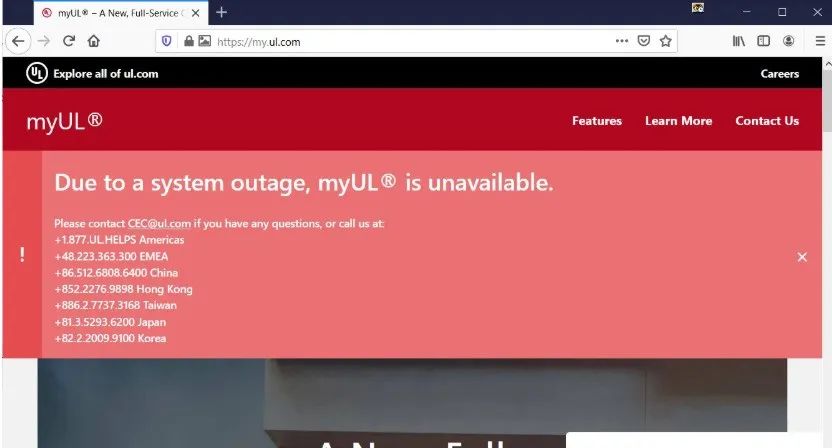 myUL® – A New, Full-Service C
https://my.ul.com
UL Explore all of ul.com
Careers
myUL®
Features Learn More Contact Us
Due to a system outage, myUL® is unavailable.
Please contact CEC@ul.com if you have any questions, or call us at:
+1.877.UL.HELPS Americas
! +48.223.363.300 EMEA
+86.512.6808.6400 China
+852.2276.9898 Hong Kong
+886.2.7737.3168 Taiwan
+81.3.5293.6200 Japan
+82.2.2009.9100 Korea
A New Full